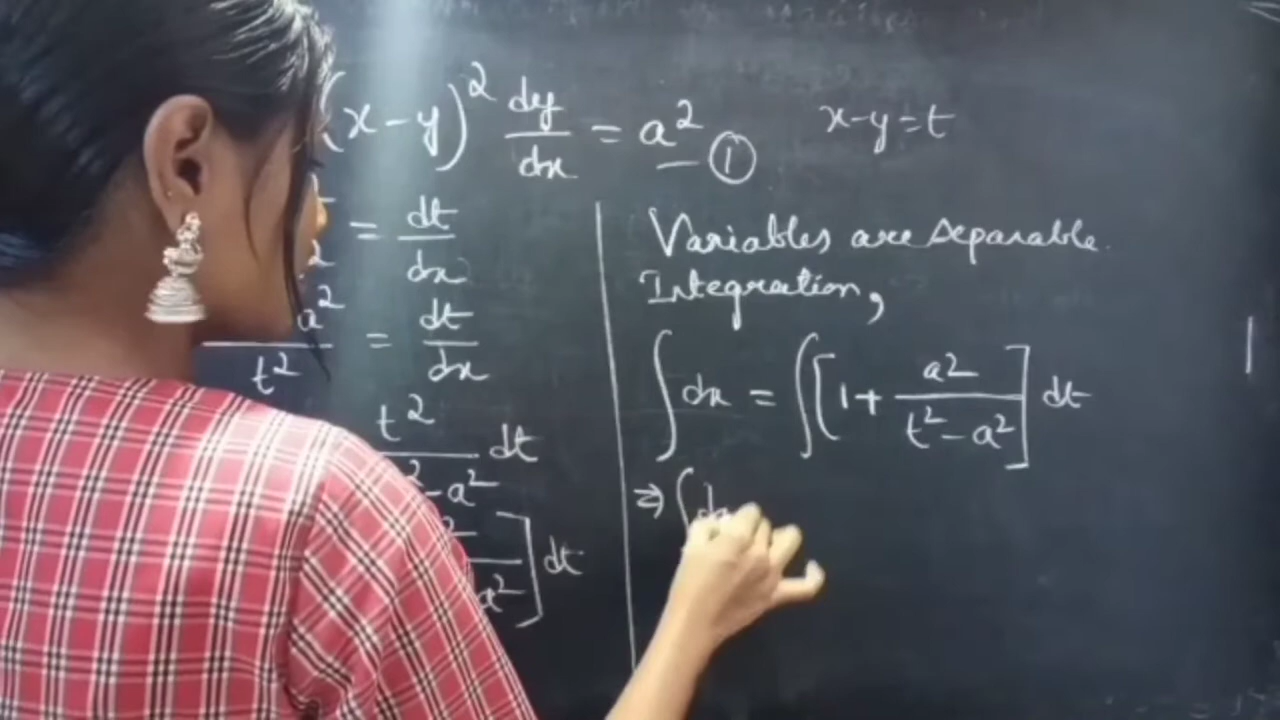 (x-y)² dy/dx = a² — ① x-y=t
= dt/dx
a²/t² = dt/dx
t²/-a² dt
a²] dt
Variables are separable.
Integration,
∫dx = ∫[1+ a²/(t²-a²)] dt
⇒ ∫dx